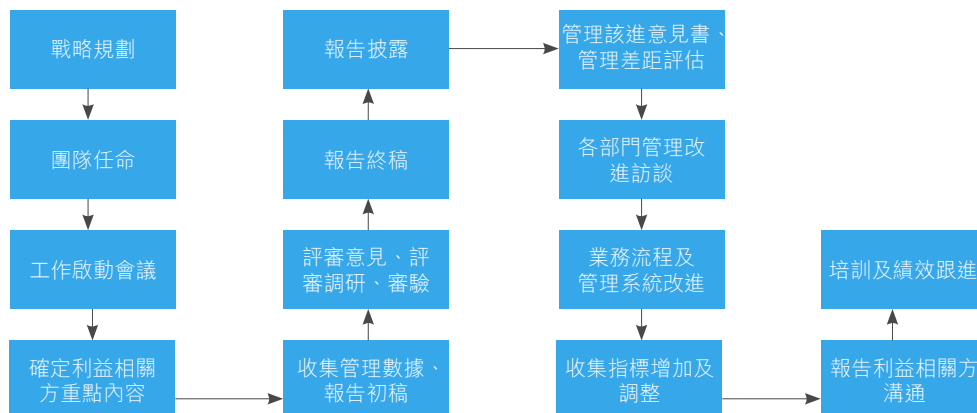 戰略規劃
團隊任命
工作啟動會議
確定利益相關
方重點內容
收集管理數據、
報告初稿
評審意見、評
審調研、審驗
報告終稿
報告披露
管理該進意見書、
管理差距評估
各部門管理改
進訪談
業務流程及
管理系統改進
收集指標增加及
調整
報告利益相關方
溝通
培訓及績效跟進